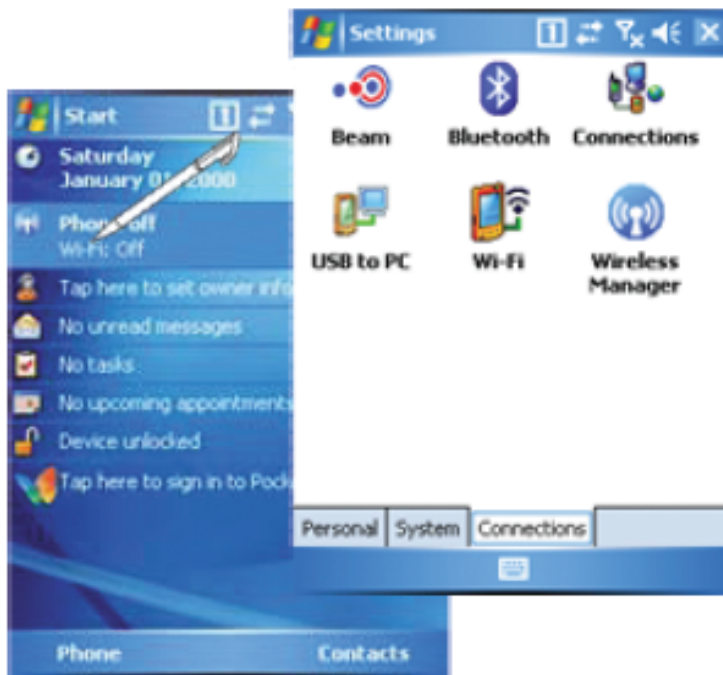 Start
1
Saturday
January 01, 2000
Phone off
Wi-Fi: Off
Tap here to set owner info
No unread messages
No tasks
No upcoming appointments
Device unlocked
Tap here to sign in to
Phone
Contacts
Settings
1
Beam
Bluetooth
Connections
USB to PC
Wi-Fi
Wireless
Manager
Personal
System
Connections